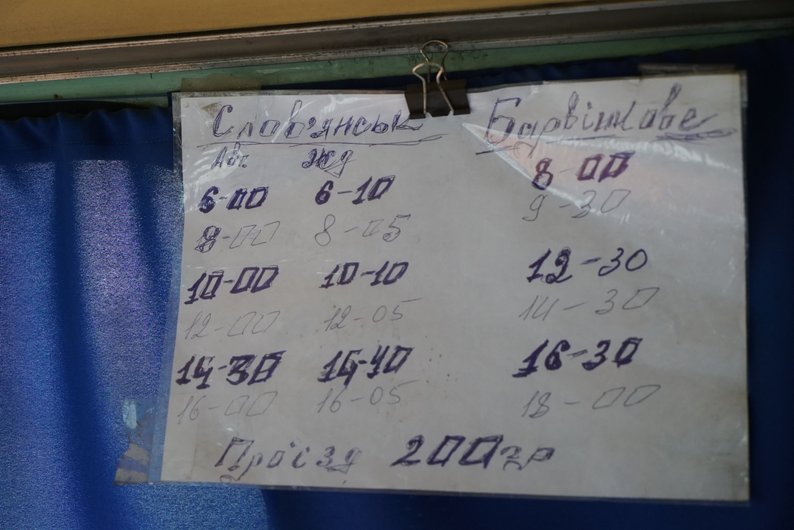 Слов'янськ Барвінкове
Авт. ЖД
6-00 6-10 8-00
8-00 8-05 9-30
10-00 10-10 12-30
12-00 12-05 14-30
14-30 14-40 16-30
16-00 16-05 18-00
Проїзд 200гр